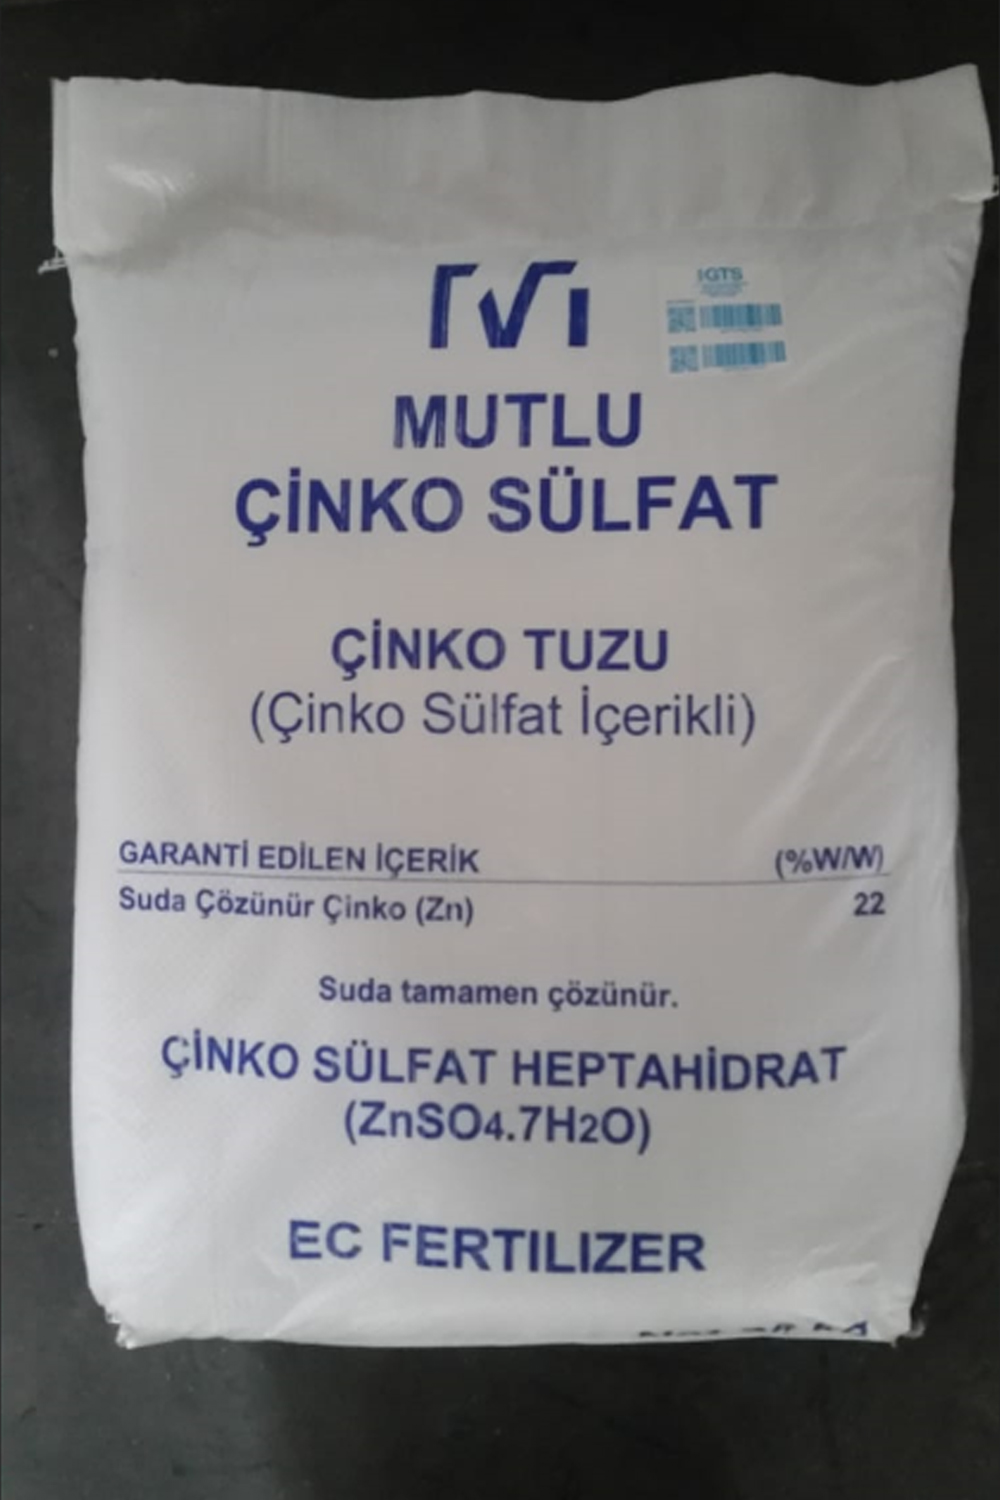 IGTS
MUTLU
ÇİNKO SÜLFAT
ÇİNKO TUZU
(Çinko Sülfat İçerikli)
GARANTİ EDİLEN İÇERİK (%W/W)
Suda Çözünür Çinko (Zn) 22
Suda tamamen çözünür.
ÇİNKO SÜLFAT HEPTAHİDRAT
(ZnSO4.7H2O)
EC FERTILIZER